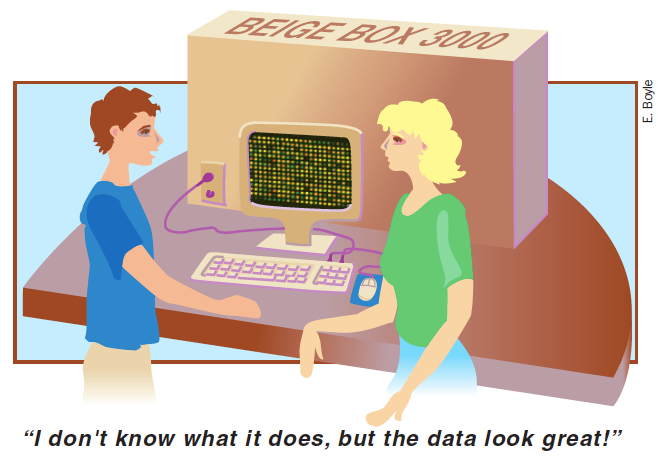 BEIGE BOX 3000
E. Boyle
“I don't know what it does, but the data look great!”